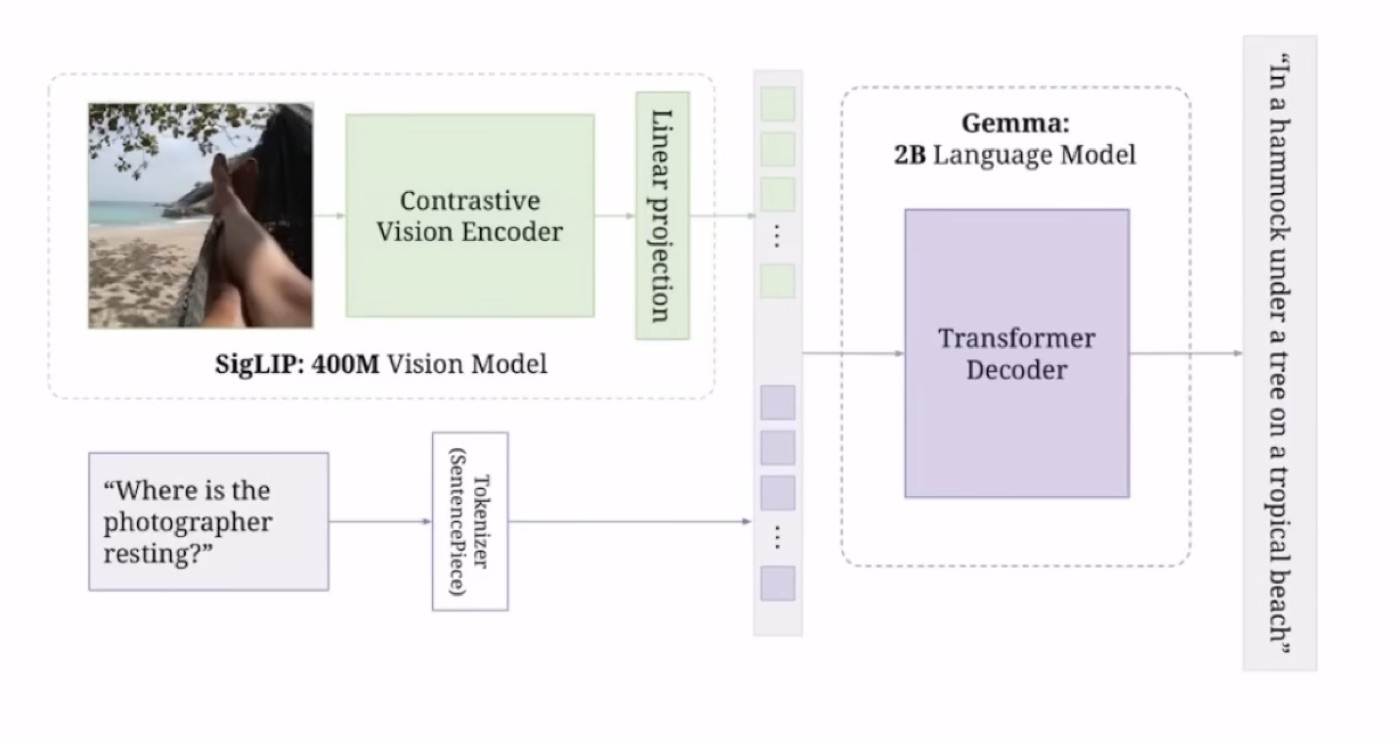 Contrastive
Vision Encoder
Linear projection
SigLIP: 400M Vision Model
“Where is the
photographer
resting?”
Tokenizer
(SentencePiece)
...
...
Gemma:
2B Language Model
Transformer
Decoder
“In a hammock under a tree on a tropical beach”